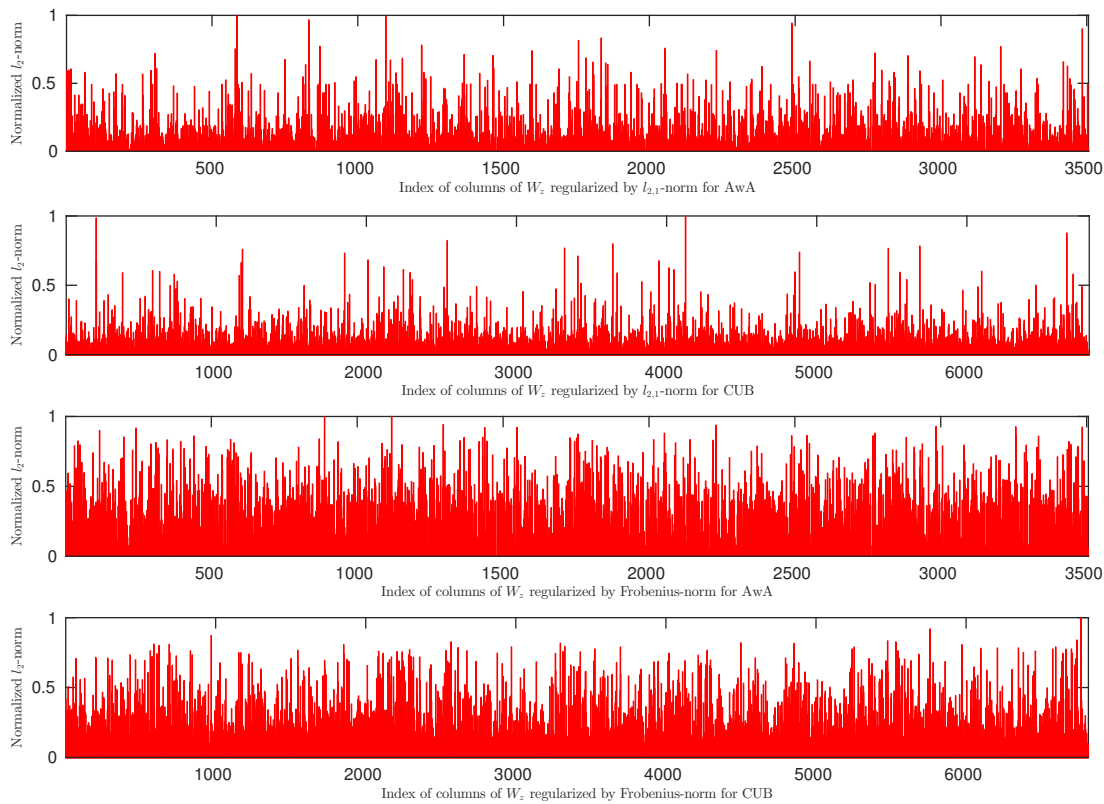 1
0.5
0
Normalized l₂-norm
500 1000 1500 2000 2500 3000 3500
Index of columns of W_z regularized by l₂,₁-norm for AwA
1
0.5
0
Normalized l₂-norm
1000 2000 3000 4000 5000 6000
Index of columns of W_z regularized by l₂,₁-norm for CUB
1
0.5
0
Normalized l₂-norm
500 1000 1500 2000 2500 3000 3500
Index of columns of W_z regularized by Frobenius-norm for AwA
1
0.5
0
Normalized l₂-norm
1000 2000 3000 4000 5000 6000
Index of columns of W_z regularized by Frobenius-norm for CUB